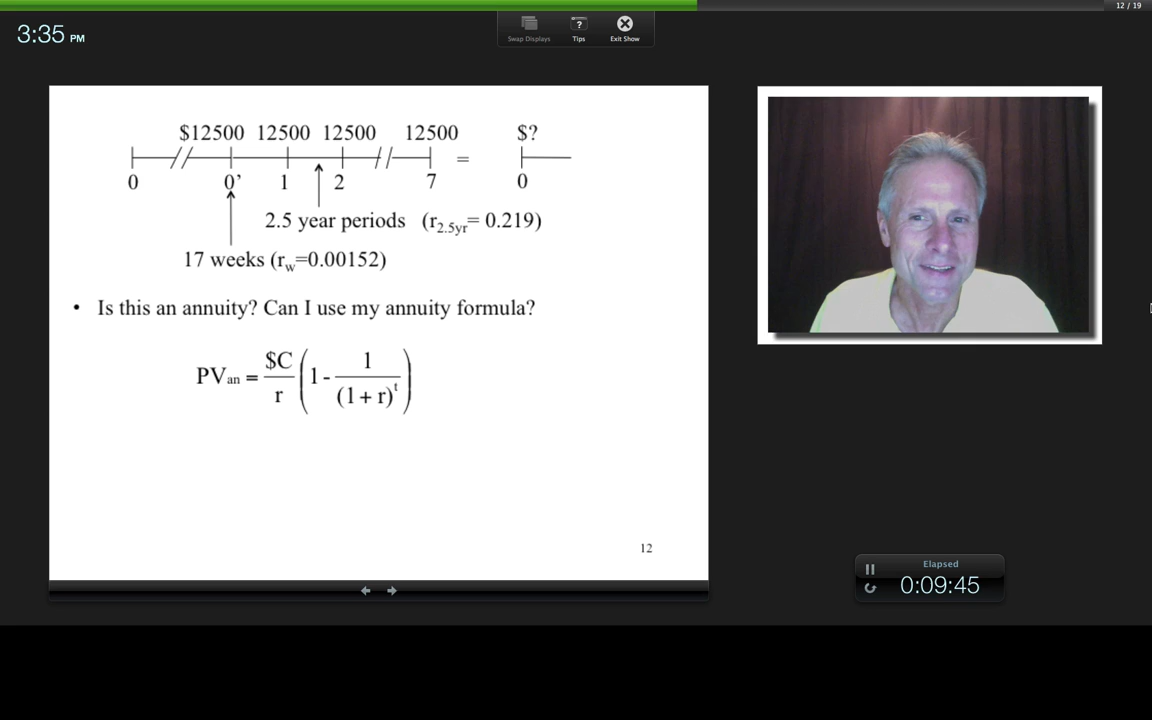 12 / 19
3:35 PM
Swap Displays Tips Exit Show
$12500 12500 12500 12500 $?
=
0 0’ 1 2 7 0
2.5 year periods (r2.5yr= 0.219)
17 weeks (rw=0.00152)
• Is this an annuity? Can I use my annuity formula?
PVan = $C/r (1 - 1/(1 + r)^t)
12
Elapsed
0:09:45